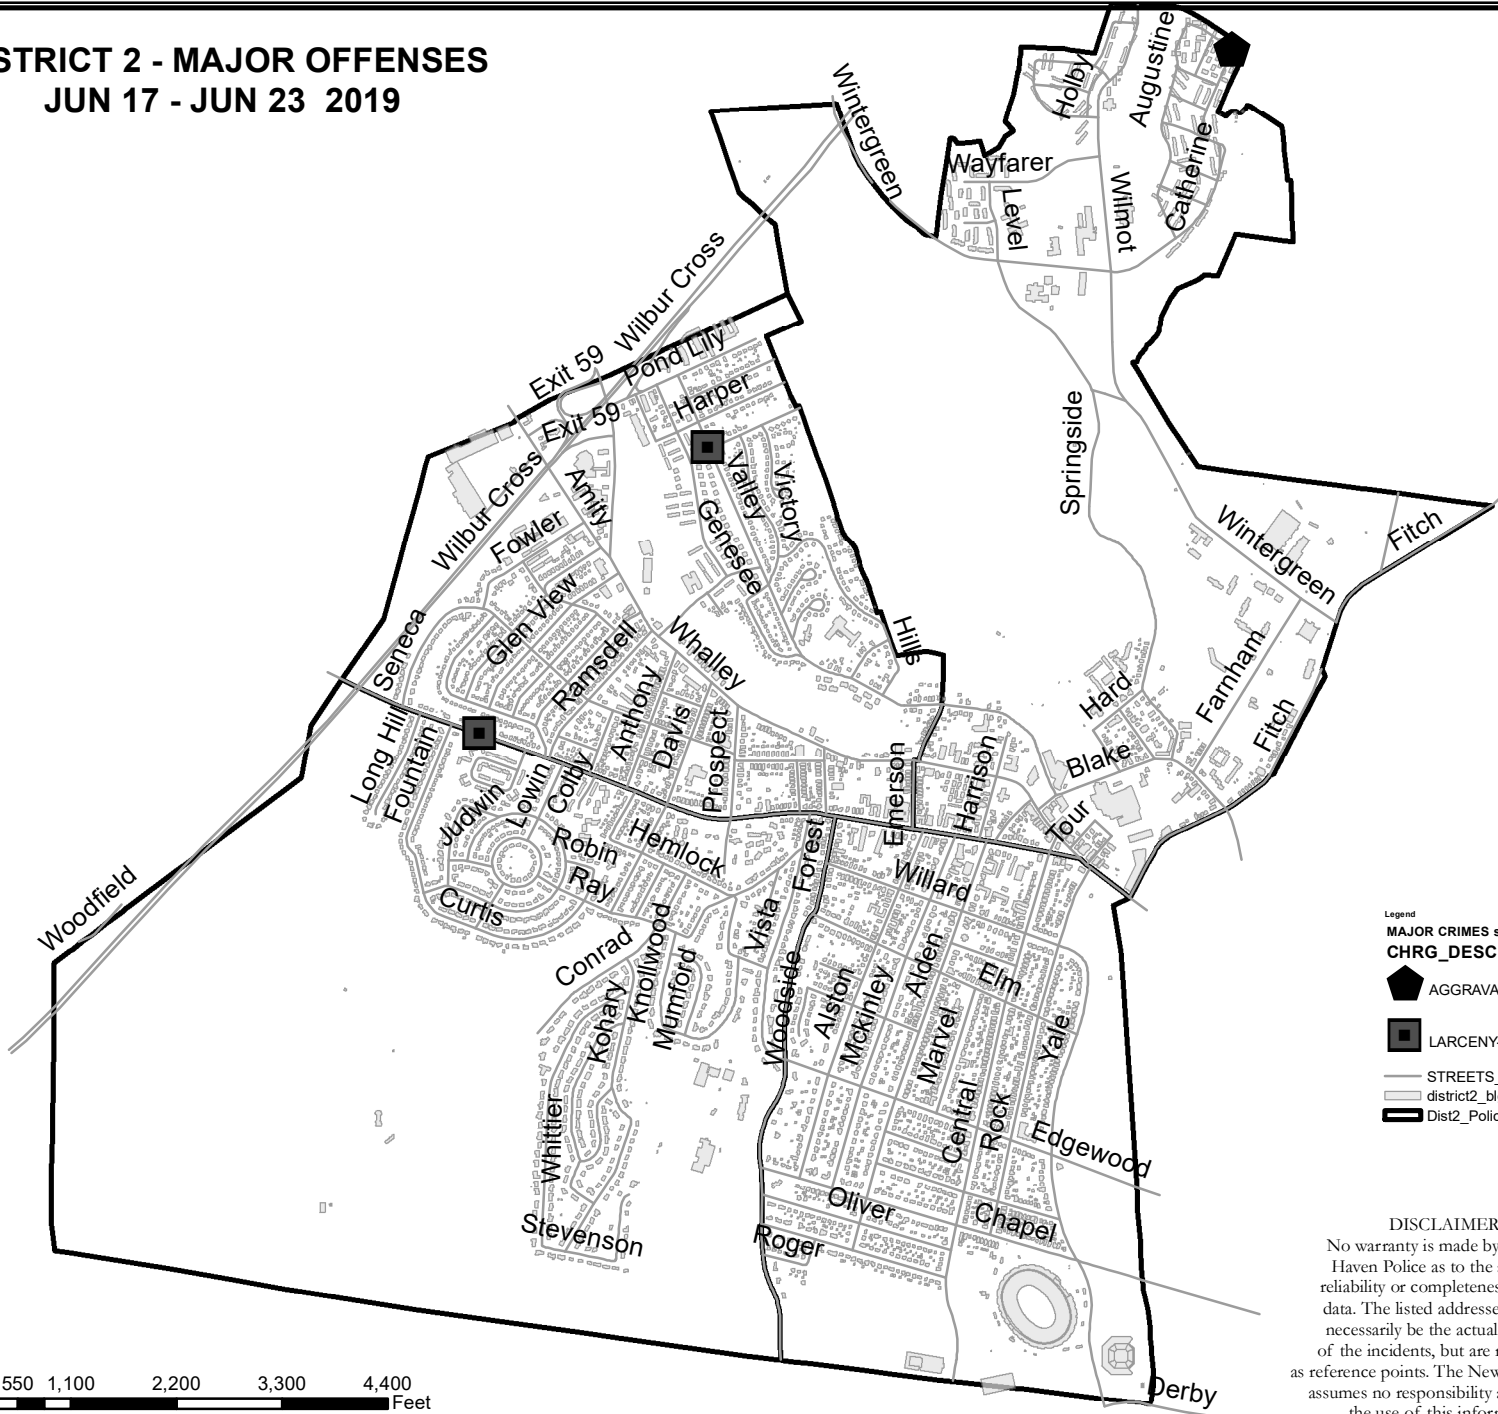 STRICT 2 - MAJOR OFFENSES
JUN 17 - JUN 23 2019
Wintergreen
Holby
Augustine
Wayfarer
Level
Wilmot
Catherine
Wilbur Cross
Exit 59
Pond Lily
Harper
Exit 59
Wilbur Cross
Amity
Valley
Victory
Genesee
Fowler
Springside
Wintergreen
Fitch
Seneca
Glen View
Ramsdell
Whalley
Hills
Hard
Farnham
Fitch
Blake
Long Hill
Fountain
Anthony
Davis
Prospect
Emerson
Harrison
Tour
Judwin
Lowin
Colby
Robin
Hemlock
Ray
Forest
Willard
Curtis
Woodfield
Conrad
Knollwood
Vista
Kohary
Mumford
Woodside
Alston
Mckinley
Alden
Elm
Marvel
Yale
Central
Rock
Whittier
Stevenson
Edgewood
Oliver
Chapel
Roger
Derby
Legend
MAJOR CRIMES s
CHRG_DESC
AGGRAVA
LARCENY
STREETS_
district2_bl
Dist2_Polic
DISCLAIMER
No warranty is made by
Haven Police as to the
reliability or completenes
data. The listed addresse
necessarily be the actual
of the incidents, but are
as reference points. The New
assumes no responsibility
the use of this infor
550 1,100 2,200 3,300 4,400
Feet